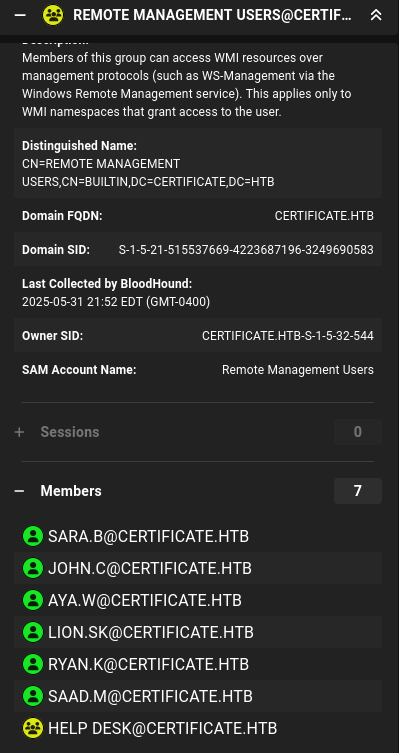 REMOTE MANAGEMENT USERS@CERTIF...
Description:
Members of this group can access WMI resources over
management protocols (such as WS-Management via the
Windows Remote Management service). This applies only to
WMI namespaces that grant access to the user.
Distinguished Name:
CN=REMOTE MANAGEMENT
USERS,CN=BUILTIN,DC=CERTIFICATE,DC=HTB
Domain FQDN: CERTIFICATE.HTB
Domain SID: S-1-5-21-515537669-4223687196-3249690583
Last Collected by BloodHound:
2025-05-31 21:52 EDT (GMT-0400)
Owner SID: CERTIFICATE.HTB-S-1-5-32-544
SAM Account Name: Remote Management Users
Sessions 0
Members 7
SARA.B@CERTIFICATE.HTB
JOHN.C@CERTIFICATE.HTB
AYA.W@CERTIFICATE.HTB
LION.SK@CERTIFICATE.HTB
RYAN.K@CERTIFICATE.HTB
SAAD.M@CERTIFICATE.HTB
HELP DESK@CERTIFICATE.HTB